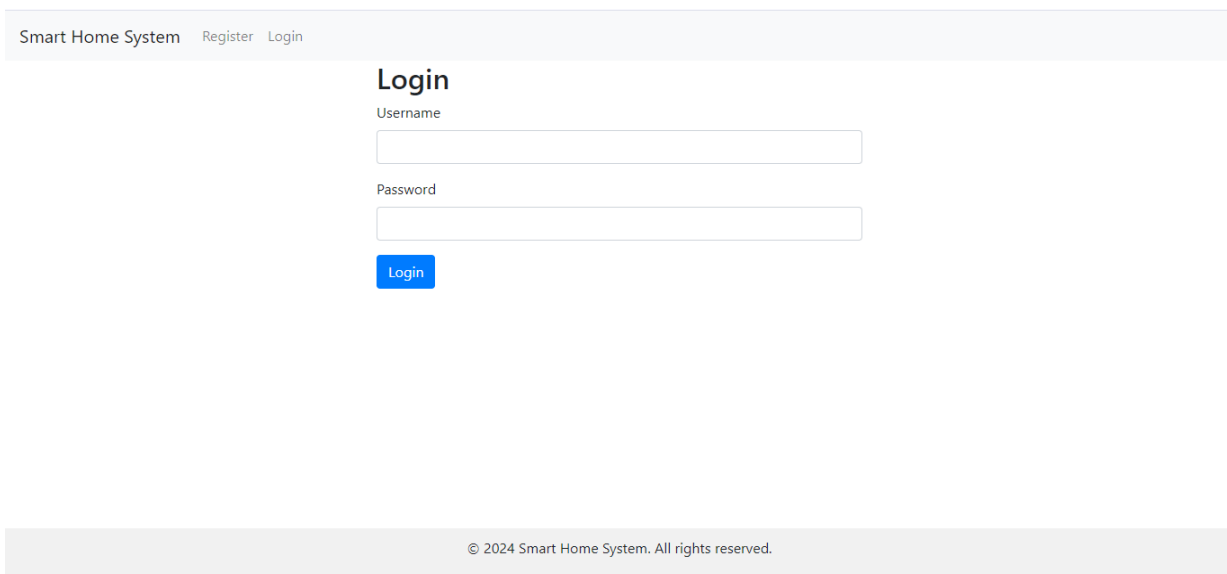 Smart Home System Register Login
Login
Username
Password
Login
© 2024 Smart Home System. All rights reserved.